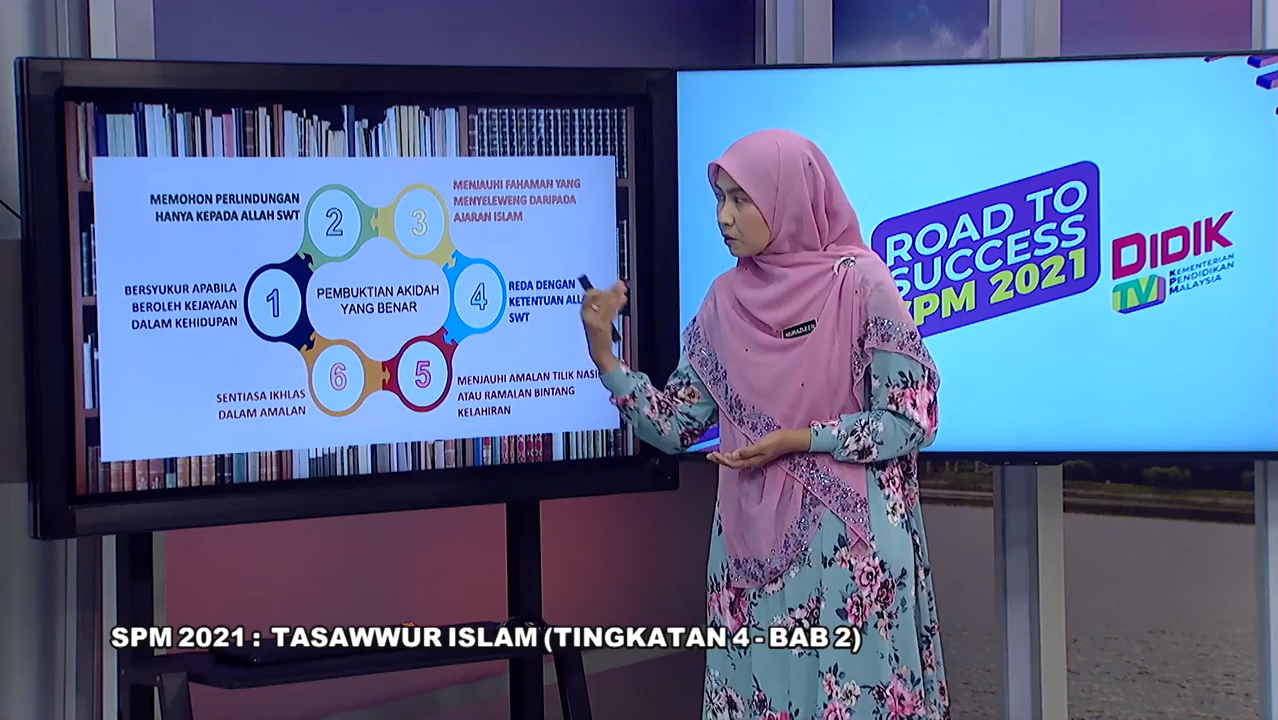 MEMOHON PERLINDUNGAN
HANYA KEPADA ALLAH SWT
2
3
MENJAUHI FAHAMAN YANG
MENYELEWENG DARIPADA
AJARAN ISLAM
BERSYUKUR APABILA
BEROLEH KEJAYAAN
DALAM KEHIDUPAN
1
PEMBUKTIAN AKIDAH
YANG BENAR
4
REDA DENGAN
KETENTUAN
SWT
SENTIASA IKHLAS
DALAM AMALAN
6
5
MENJAUHI AMALAN TILIK
ATAU RAMALAN BINTANG
KELAHIRAN
ROAD TO
SUCCESS
SPM 2021
DIDIK
TV
KEMENTERIAN
PENDIDIKAN
MALAYSIA
SPM 2021 : TASAWWUR ISLAM (TINGKATAN 4 - BAB 2)